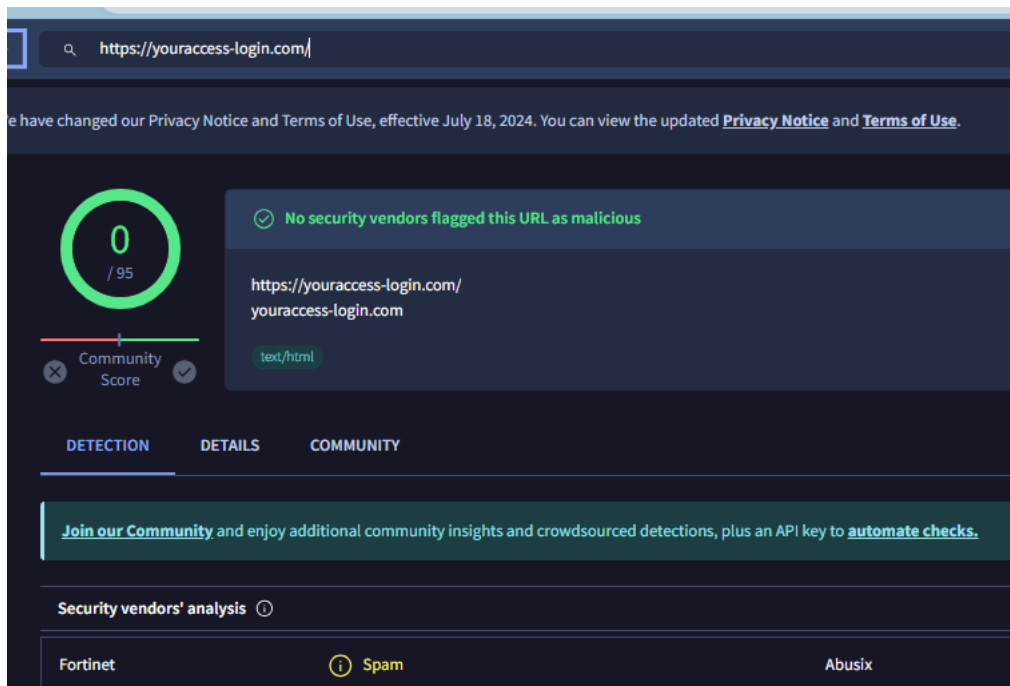 https://youraccess-login.com/
e have changed our Privacy Notice and Terms of Use, effective July 18, 2024. You can view the updated Privacy Notice and Terms of Use.
0
/ 95
Community
Score
No security vendors flagged this URL as malicious
https://youraccess-login.com/
youraccess-login.com
text/html
DETECTION DETAILS COMMUNITY
Join our Community and enjoy additional community insights and crowdsourced detections, plus an API key to automate checks.
Security vendors' analysis
Fortinet Spam Abusix